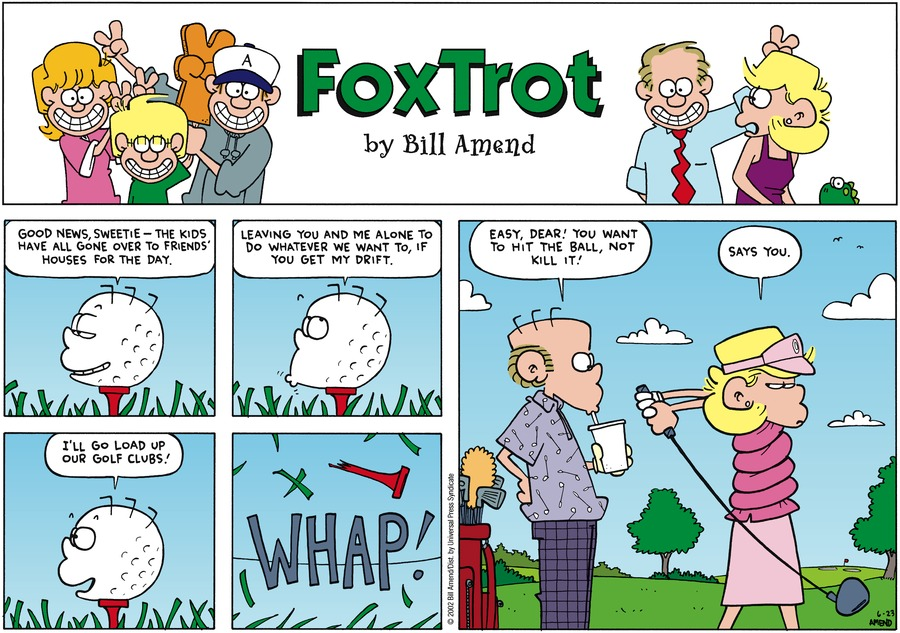 A
FOXTROT
by Bill Amend
GOOD NEWS, SWEETIE – THE KIDS
HAVE ALL GONE OVER TO FRIENDS'
HOUSES FOR THE DAY.
LEAVING YOU AND ME ALONE TO
DO WHATEVER WE WANT TO, IF
YOU GET MY DRIFT.
I'LL GO LOAD UP
OUR GOLF CLUBS!
WHAP!
© 2002 Bill Amend/Dist. by Universal Press Syndicate
EASY, DEAR! YOU WANT
TO HIT THE BALL, NOT
KILL IT!
SAYS YOU.
6-23
AMEND